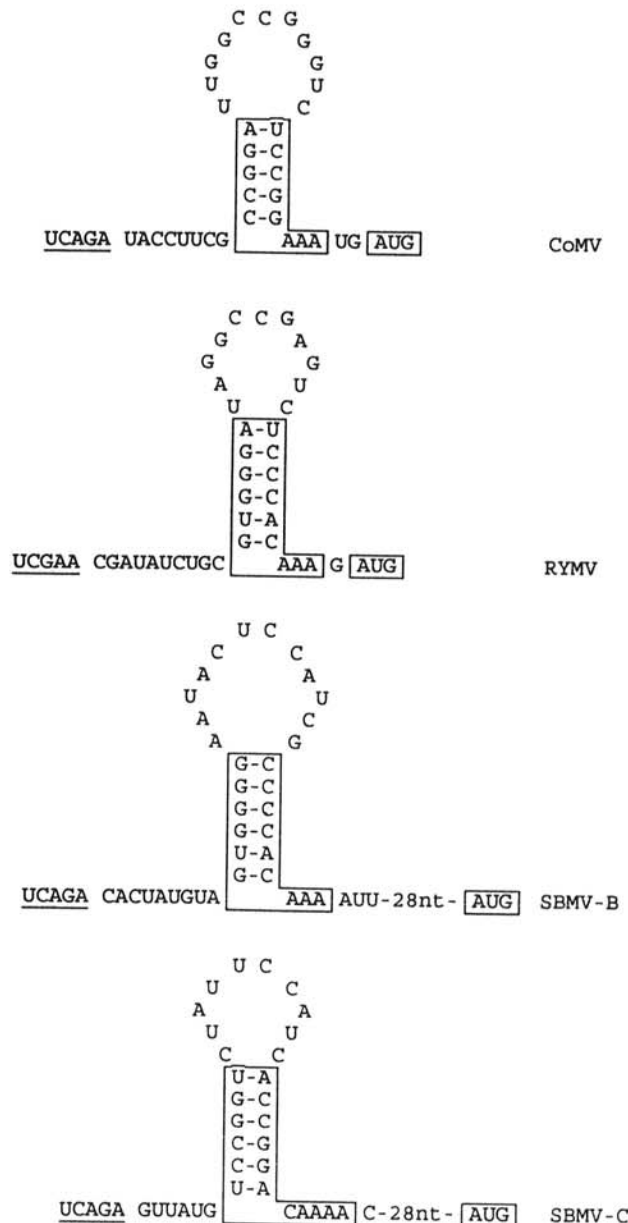 C C G
G G
G G
U U
U C
A-U
G-C
G-C
C-G
C-G
UCAGA UACCUUCG AAA UG AUG CoMV
C C G
G A
G G
A U
U C
A-U
G-C
G-C
G-C
U-A
G-C
UCGAA CGAUAUCUGC AAA G AUG RYMV
U C
C C
A A
U U
A C
A G
G-C
G-C
G-C
G-C
U-A
G-C
UCAGA CACUAUGUA AAA AUU-28nt- AUG SBMV-B
U C
U C
A A
U U
C C
U-A
G-C
G-C
C-G
C-G
U-A
UCAGA GUUAUG CAAAA C-28nt- AUG SBMV-C